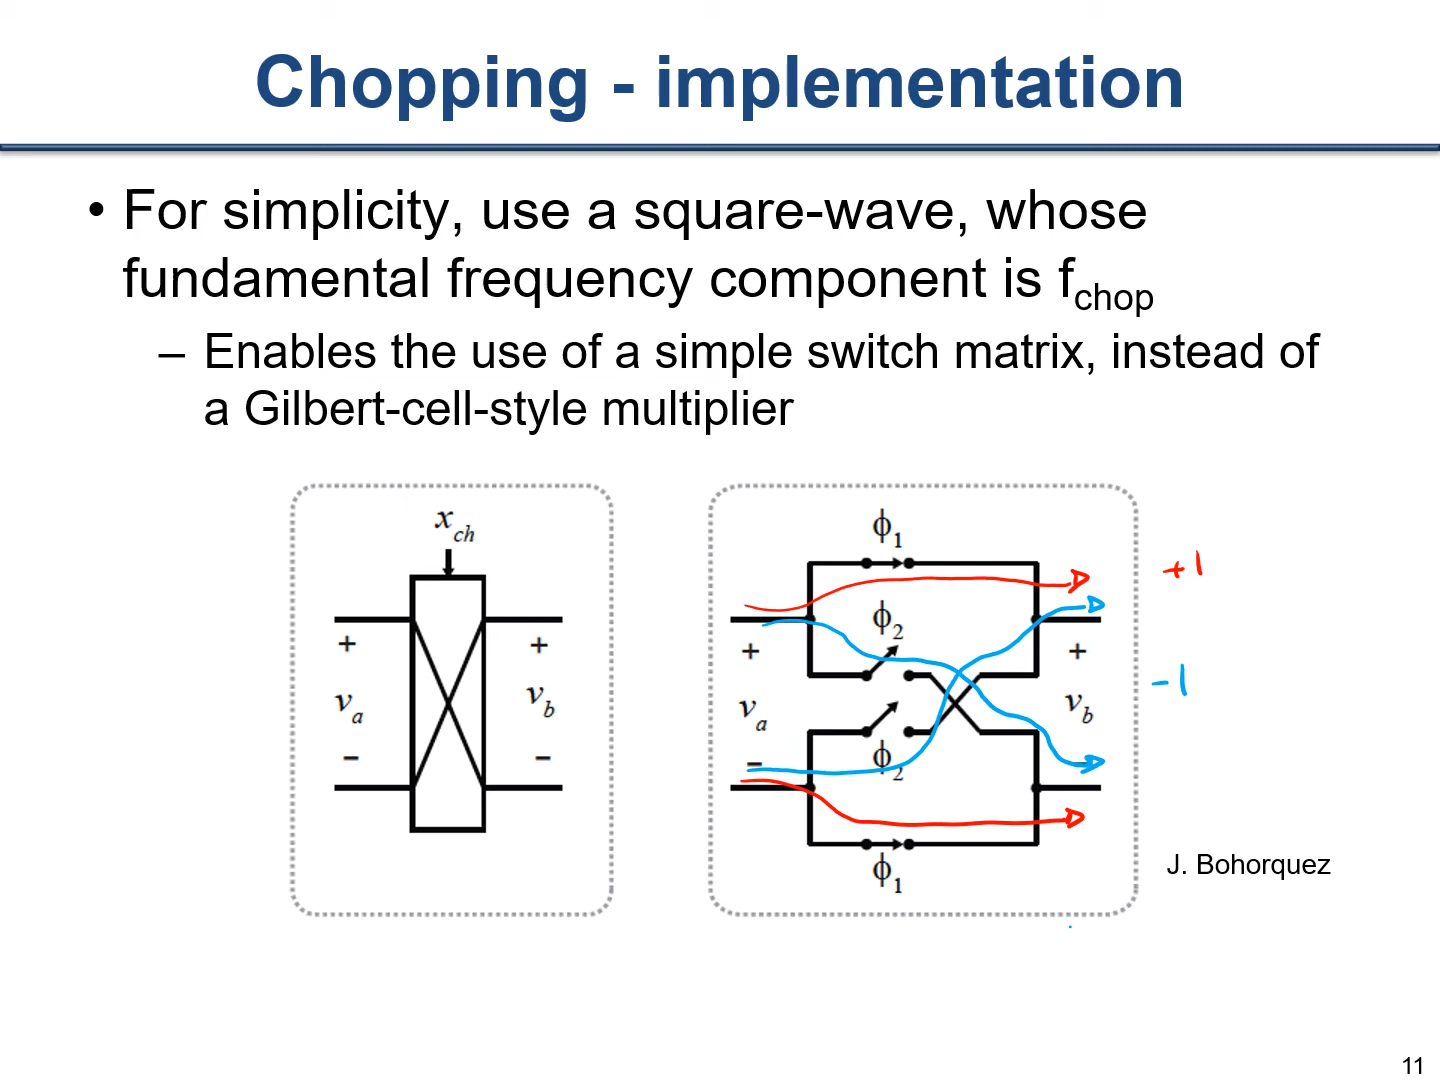 Chopping - implementation
• For simplicity, use a square-wave, whose
fundamental frequency component is fchop
– Enables the use of a simple switch matrix, instead of
a Gilbert-cell-style multiplier
xch
+ +
va vb
− −
ϕ1
+1
ϕ2
+ +
-1
va vb
−
ϕ2
ϕ1
J. Bohorquez
11